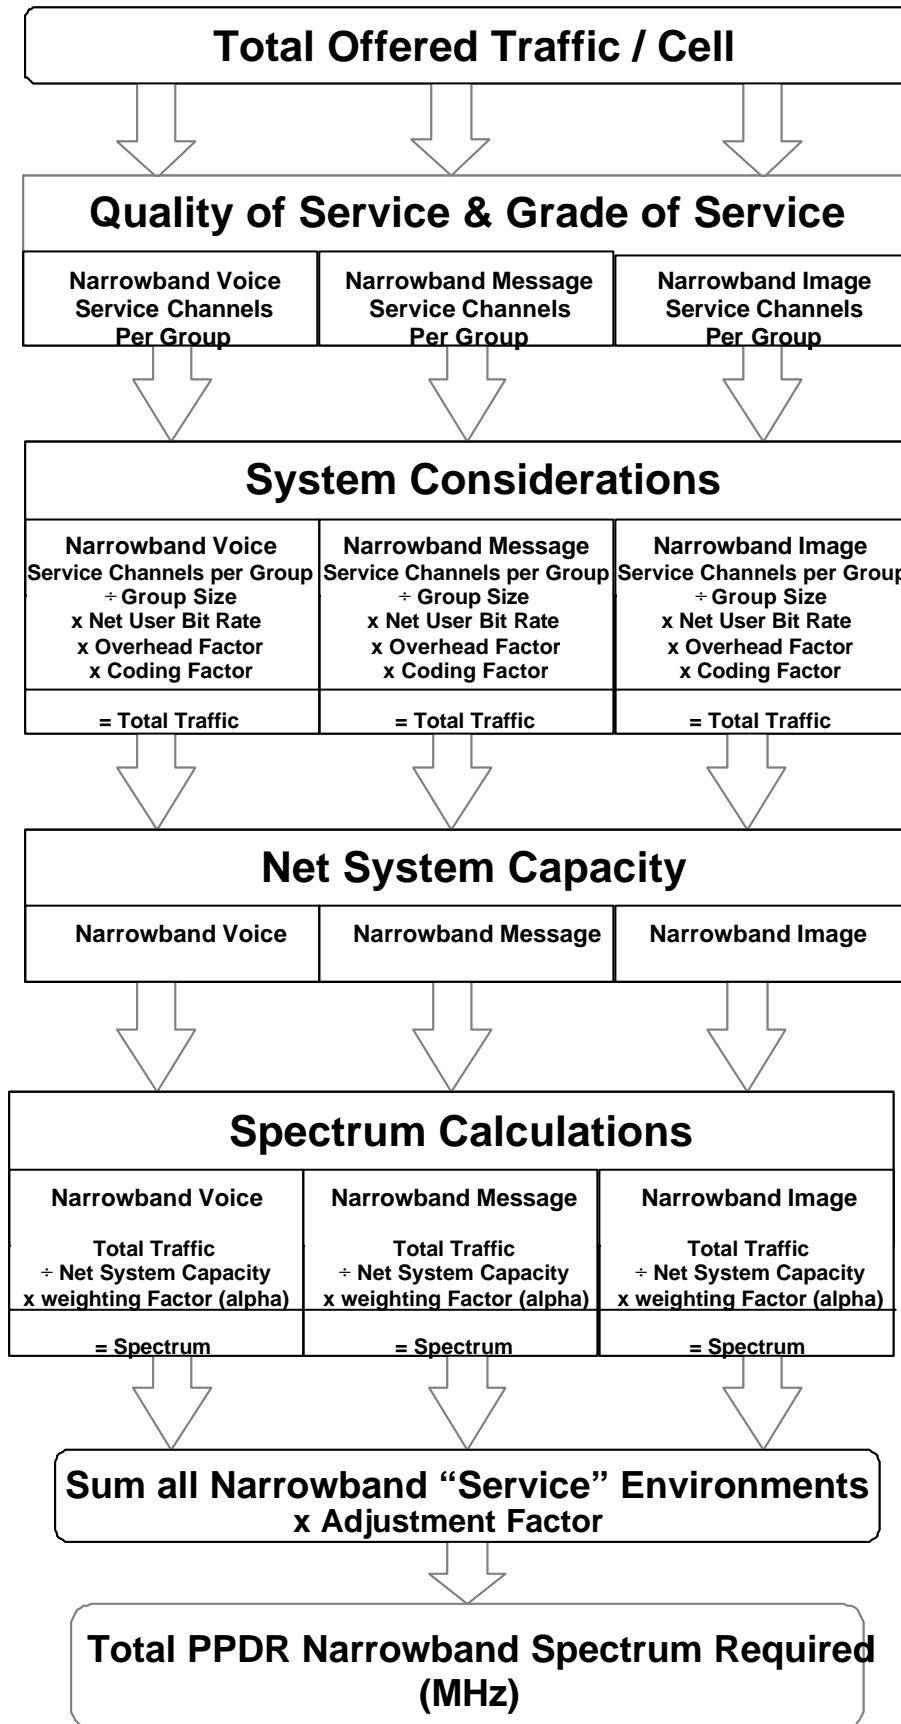 Total Offered Traffic / Cell
Quality of Service & Grade of Service
Narrowband Voice
Service Channels
Per Group
Narrowband Message
Service Channels
Per Group
Narrowband Image
Service Channels
Per Group
System Considerations
Narrowband Voice
Service Channels per Group
÷ Group Size
x Net User Bit Rate
x Overhead Factor
x Coding Factor
= Total Traffic
Narrowband Message
Service Channels per Group
÷ Group Size
x Net User Bit Rate
x Overhead Factor
x Coding Factor
= Total Traffic
Narrowband Image
Service Channels per Group
÷ Group Size
x Net User Bit Rate
x Overhead Factor
x Coding Factor
= Total Traffic
Net System Capacity
Narrowband Voice
Narrowband Message
Narrowband Image
Spectrum Calculations
Narrowband Voice
Total Traffic
÷ Net System Capacity
x weighting Factor (alpha)
= Spectrum
Narrowband Message
Total Traffic
÷ Net System Capacity
x weighting Factor (alpha)
= Spectrum
Narrowband Image
Total Traffic
÷ Net System Capacity
x weighting Factor (alpha)
= Spectrum
Sum all Narrowband “Service” Environments
x Adjustment Factor
Total PPDR Narrowband Spectrum Required
(MHz)